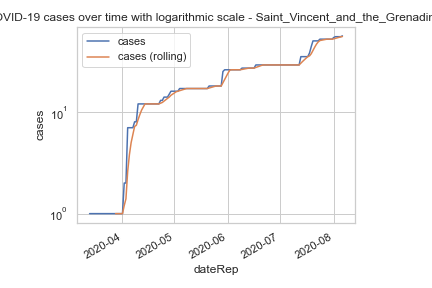 OVID-19 cases over time with logarithmic scale - Saint_Vincent_and_the_Grenadin
cases
cases (rolling)
10¹
10⁰
cases
2020-04
2020-05
2020-06
2020-07
2020-08
dateRep